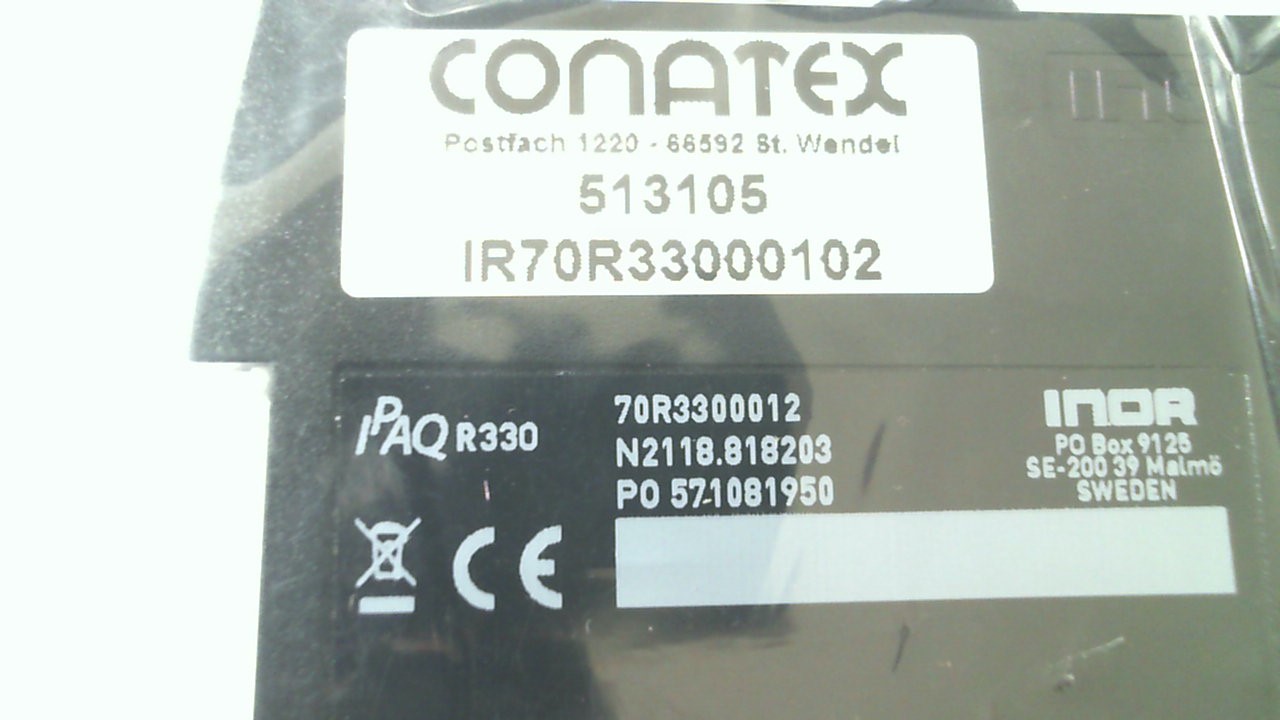 CONATEX
Postfach 1220 - 66592 St. Wendel
513105
IR70R33000102
IPAQ R330
70R3300012
N2118.818203
PO 571081950
INOR
PO Box 9125
SE-200 39 Malmö
SWEDEN
CE